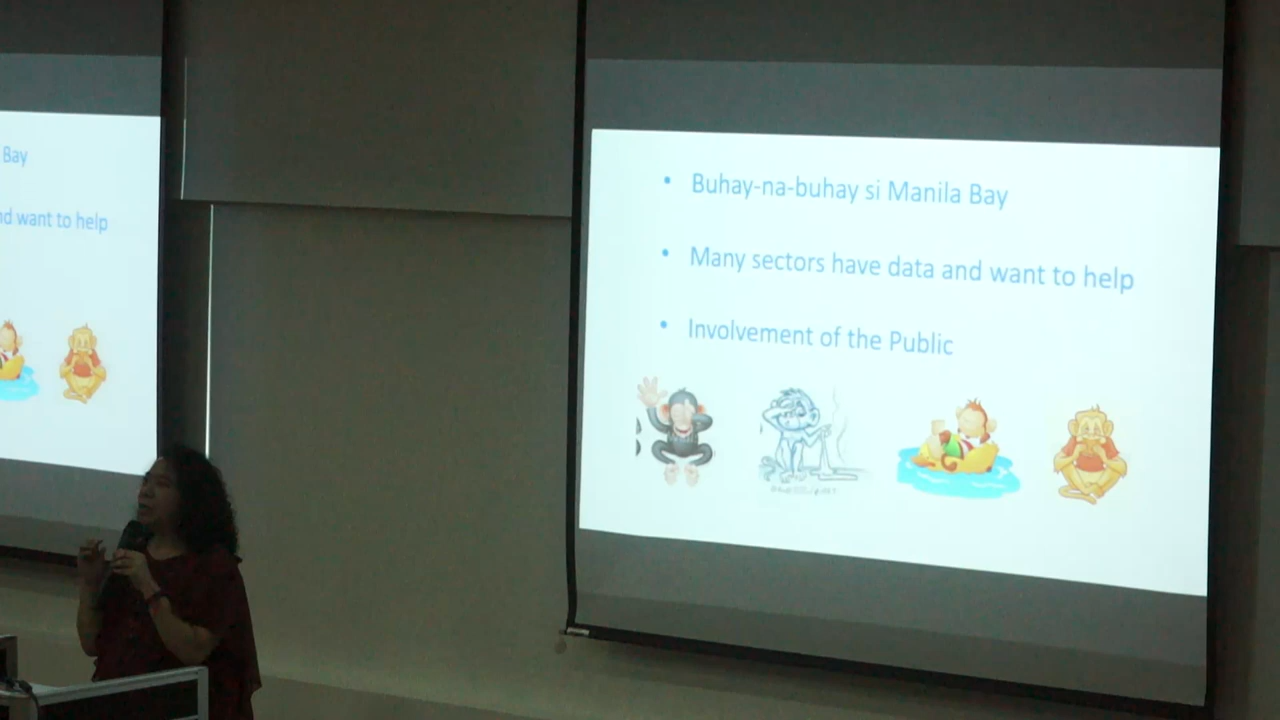 Bay
nd want to help
• Buhay-na-buhay si Manila Bay
• Many sectors have data and want to help
• Involvement of the Public